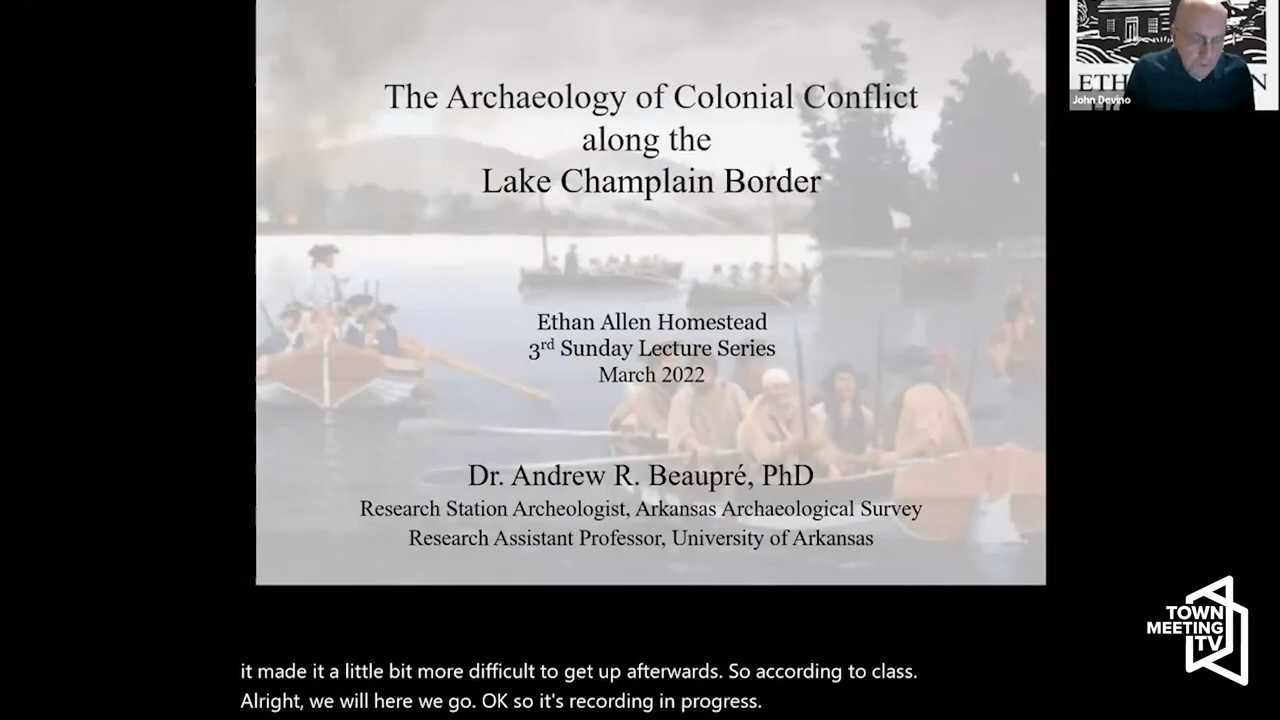 The Archaeology of Colonial Conflict
along the
Lake Champlain Border
Ethan Allen Homestead
3rd Sunday Lecture Series
March 2022
Dr. Andrew R. Beaupré, PhD
Research Station Archeologist, Arkansas Archaeological Survey
Research Assistant Professor, University of Arkansas
John Devino
TOWN
MEETING
TV
it made it a little bit more difficult to get up afterwards. So according to class.
Alright, we will here we go. OK so it's recording in progress.